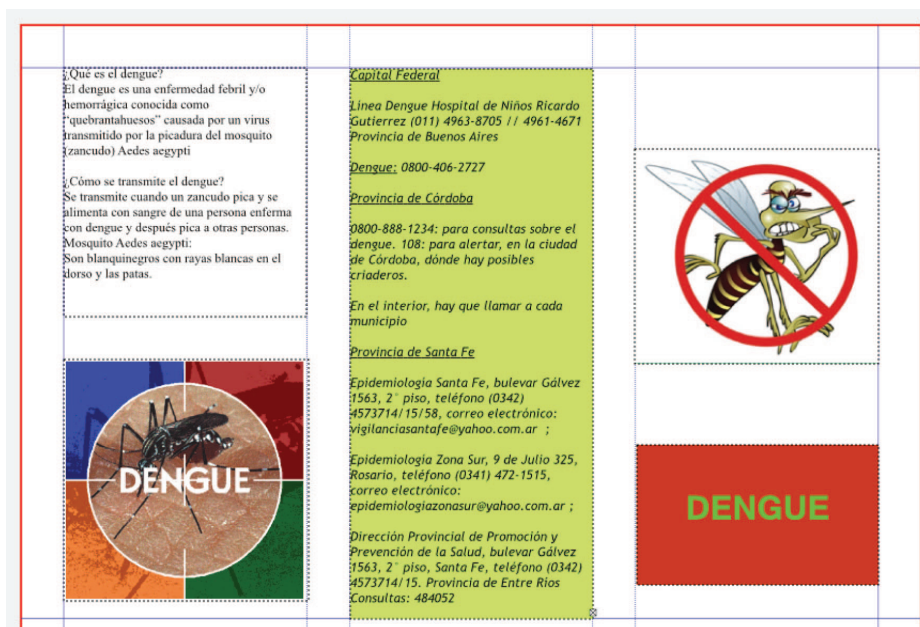 ¿Qué es el dengue?
El dengue es una enfermedad febril y/o
hemorrágica conocida como
“quebrantahuesos” causada por un virus
transmitido por la picadura del mosquito
(zancudo) Aedes aegypti
¿Cómo se transmite el dengue?
Se transmite cuando un zancudo pica y se
alimenta con sangre de una persona enferma
con dengue y después pica a otras personas.
Mosquito Aedes aegypti:
Son blanquinegros con rayas blancas en el
dorso y las patas.
DENGUE
Capital Federal
Linea Dengue Hospital de Niños Ricardo
Gutierrez (011) 4963-8705 // 4961-4671
Provincia de Buenos Aires
Dengue: 0800-406-2727
Provincia de Córdoba
0800-888-1234: para consultas sobre el
dengue. 108: para alertar, en la ciudad
de Córdoba, dónde hay posibles
criaderos.
En el interior, hay que llamar a cada
municipio
Provincia de Santa Fe
Epidemiología Santa Fe, bulevar Gálvez
1563, 2° piso, teléfono (0342)
4573714/15/58, correo electrónico:
vigilanciasantafe@yahoo.com.ar ;
Epidemiología Zona Sur, 9 de Julio 325,
Rosario, teléfono (0341) 472-1515,
correo electrónico:
epidemiologiazonasur@yahoo.com.ar ;
Dirección Provincial de Promoción y
Prevención de la Salud, bulevar Gálvez
1563, 2° piso, Santa Fe, teléfono (0342)
4573714/15. Provincia de Entre Rios
Consultas: 484052
DENGUE